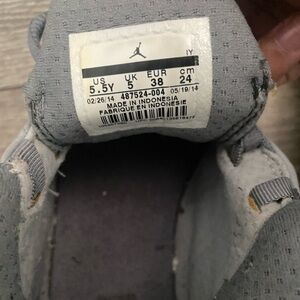 IY
US UK EUR cm
5.5Y 5 38 24
02/26/14 487524-004 05/19/14
MADE IN INDONESIA
FABRIQUE EN INDONESIE